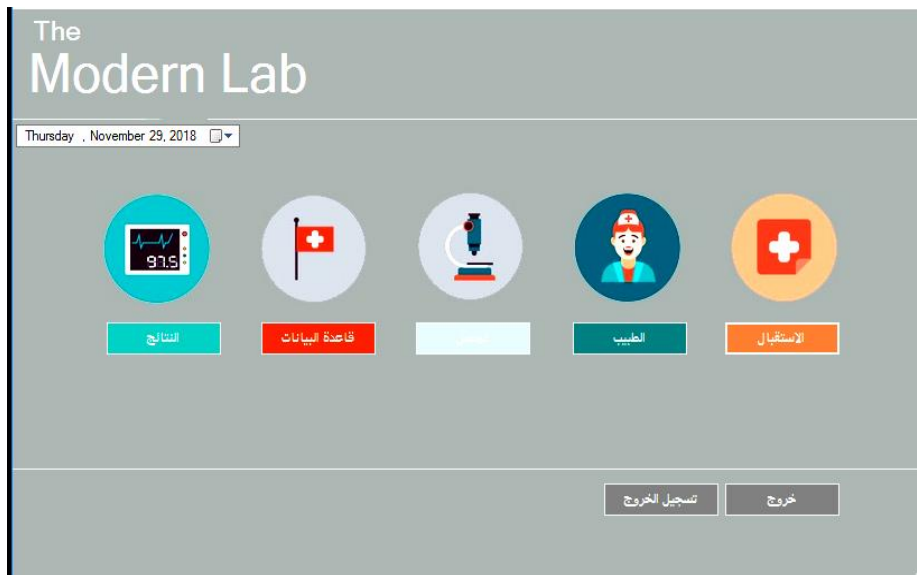 The
Modern Lab
Thursday , November 29, 2018
97.5
الاستقبال
الطبيب
قاعدة البيانات
النتائج
خروج
تسجيل الخروج